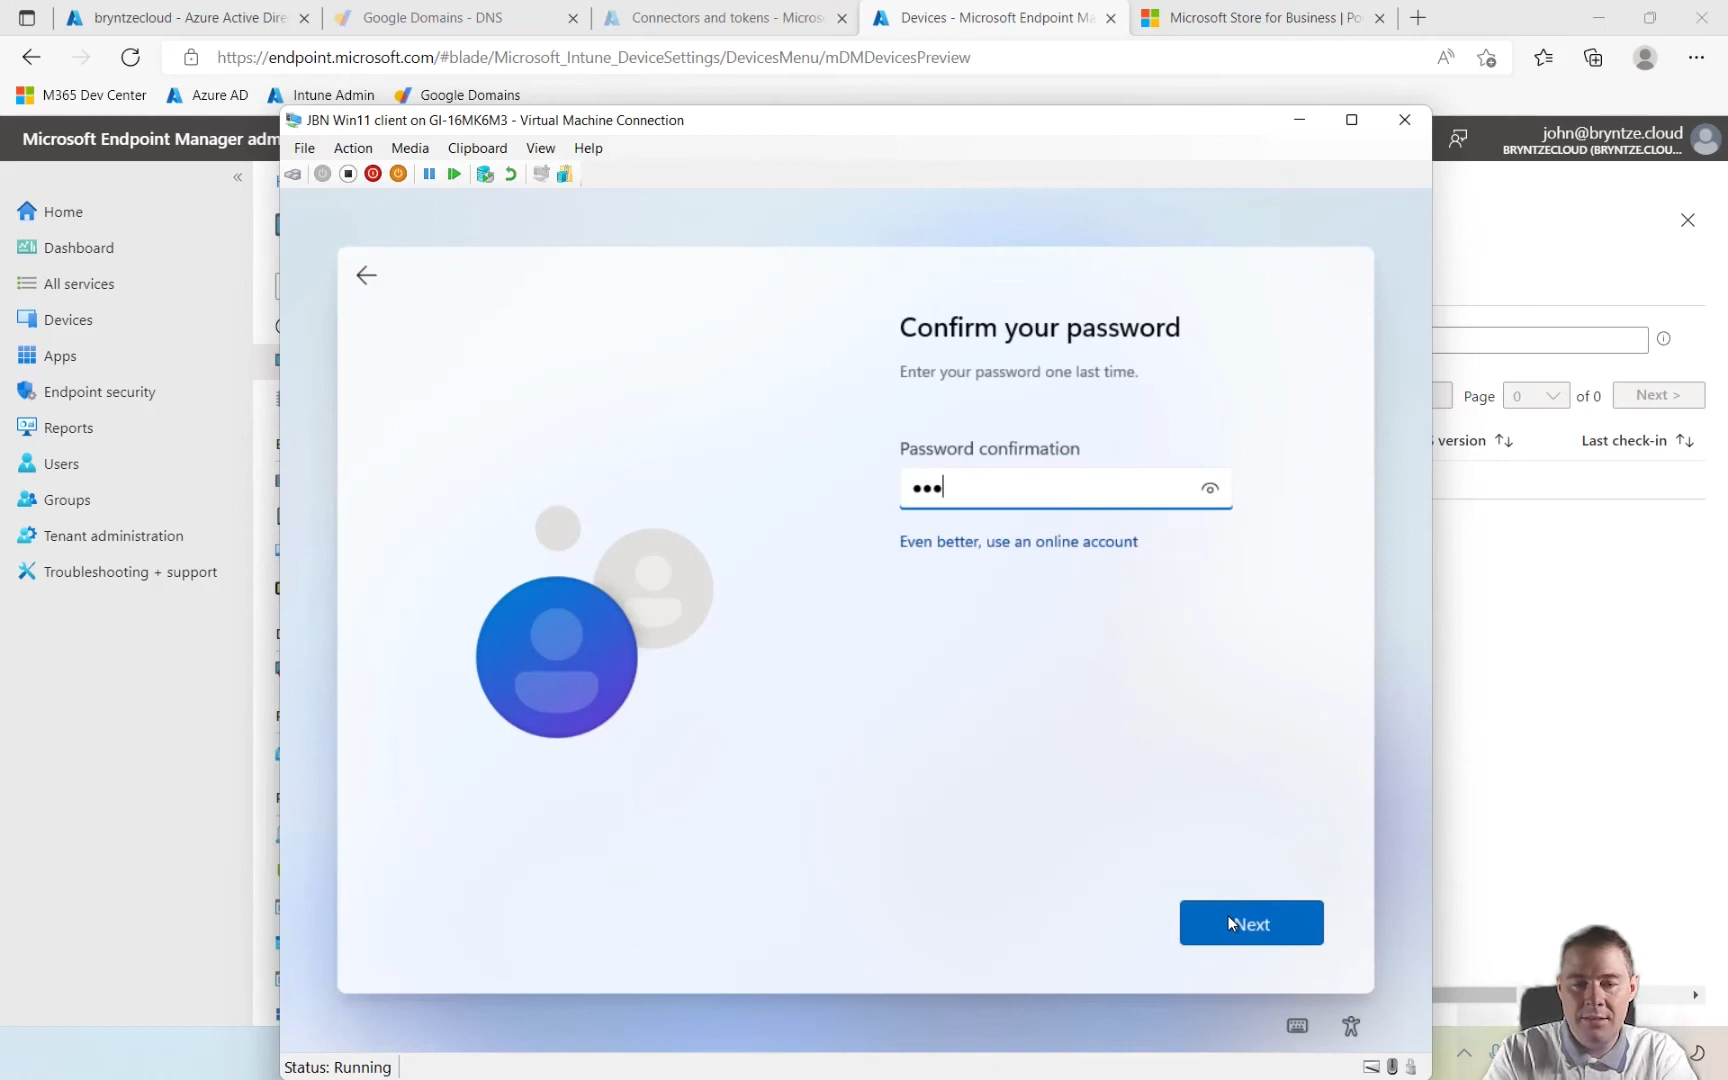 bryntzecloud - Azure Active Dire
Google Domains - DNS
Connectors and tokens - Micros
Devices - Microsoft Endpoint Ma
Microsoft Store for Business | Po
https://endpoint.microsoft.com/#blade/Microsoft_Intune_DeviceSettings/DevicesMenu/mDMDevicesPreview
M365 Dev Center
Azure AD
Intune Admin
Google Domains
JBN Win11 client on GI-16MK6M3 - Virtual Machine Connection
Microsoft Endpoint Manager adm
john@bryntze.cloud
BRYNTZECLOUD (BRYNTZE.CLOU...
File Action Media Clipboard View Help
Home
Dashboard
All services
Devices
Apps
Endpoint security
Reports
Users
Groups
Tenant administration
Troubleshooting + support
Confirm your password
Enter your password one last time.
Password confirmation
Even better, use an online account
Next
Page 0 of 0 Next >
version
Last check-in
Status: Running